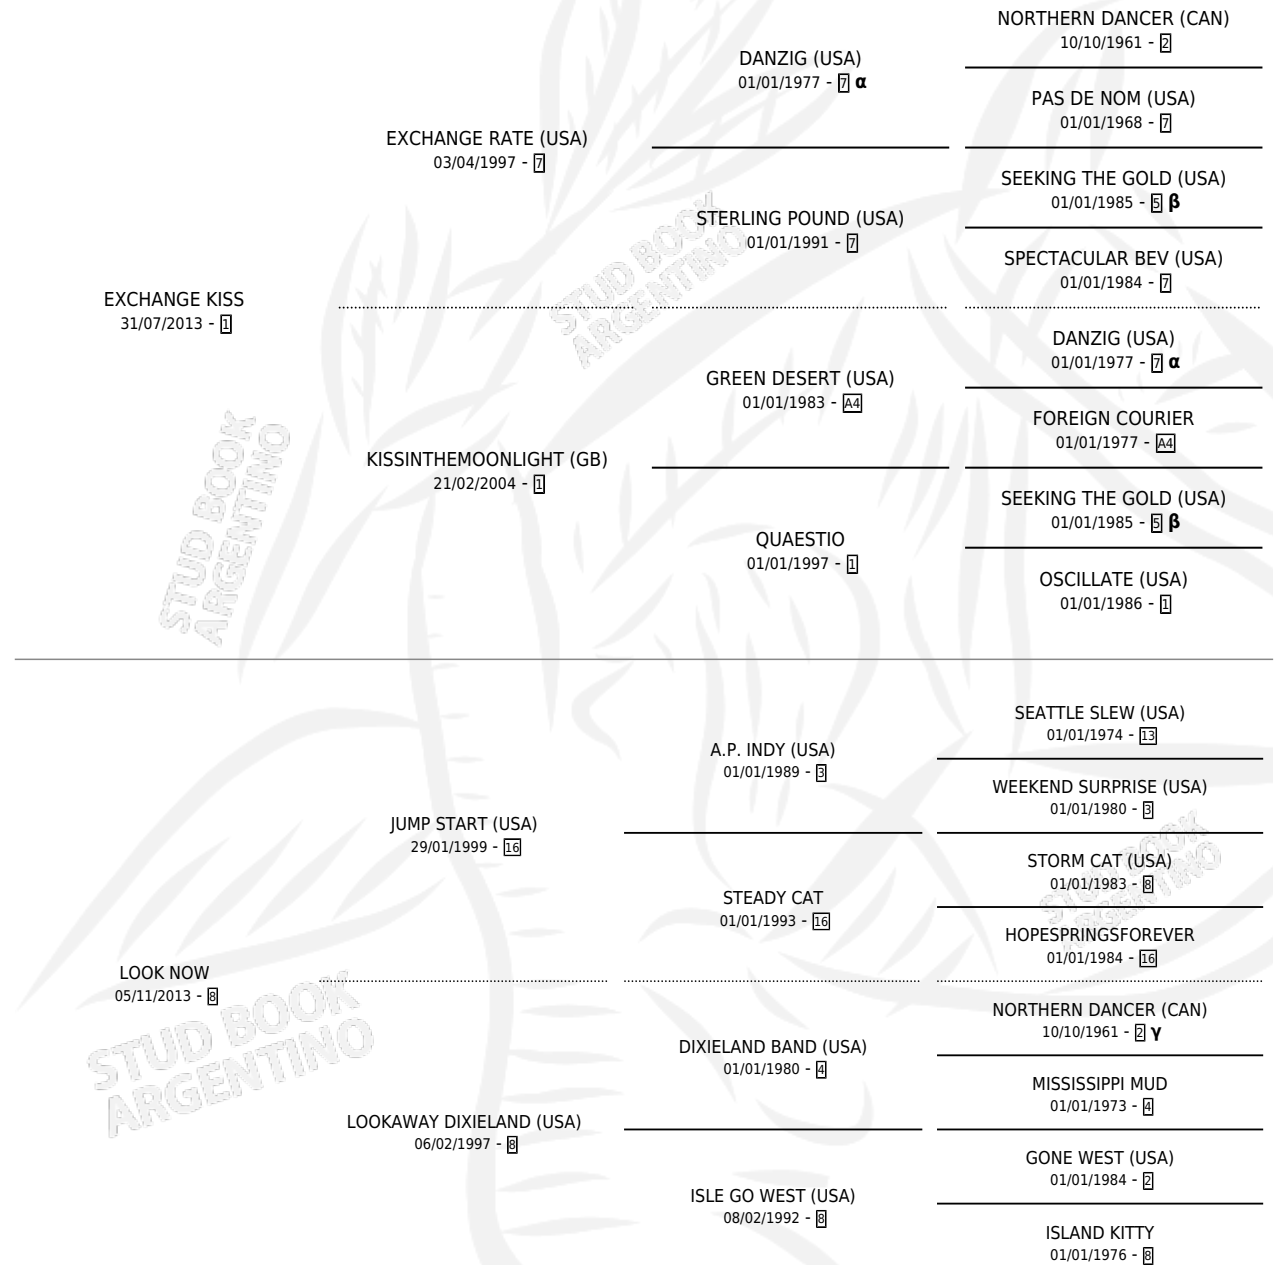 NORTHERN DANCER (CAN)
10/10/1961 - 2
DANZIG (USA)
01/01/1977 - 7 α
PAS DE NOM (USA)
01/01/1968 - 7
EXCHANGE RATE (USA)
03/04/1997 - 7
SEEKING THE GOLD (USA)
01/01/1985 - 5 β
STERLING POUND (USA)
01/01/1991 - 7
SPECTACULAR BEV (USA)
01/01/1984 - 7
EXCHANGE KISS
31/07/2013 - 1
DANZIG (USA)
01/01/1977 - 7 α
GREEN DESERT (USA)
01/01/1983 - A4
FOREIGN COURIER
01/01/1977 - A4
KISSINTHEMOONLIGHT (GB)
21/02/2004 - 1
SEEKING THE GOLD (USA)
01/01/1985 - 5 β
QUAESTIO
01/01/1997 - 1
OSCILLATE (USA)
01/01/1986 - 1
STUD BOOK
ARGENTINO
STUD BOOK
ARGENTINO
SEATTLE SLEW (USA)
01/01/1974 - 13
A.P. INDY (USA)
01/01/1989 - 3
WEEKEND SURPRISE (USA)
01/01/1980 - 3
JUMP START (USA)
29/01/1999 - 16
STORM CAT (USA)
01/01/1983 - 8
STEADY CAT
01/01/1993 - 16
HOPESPRINGSFOREVER
01/01/1984 - 16
LOOK NOW
05/11/2013 - 8
NORTHERN DANCER (CAN)
10/10/1961 - 2 γ
DIXIELAND BAND (USA)
01/01/1980 - 4
MISSISSIPPI MUD
01/01/1973 - 4
LOOKAWAY DIXIELAND (USA)
06/02/1997 - 8
GONE WEST (USA)
01/01/1984 - 2
ISLE GO WEST (USA)
08/02/1992 - 8
ISLAND KITTY
01/01/1976 - 8
STUD BOOK
ARGENTINO
STUD BOOK
ARGENTINO